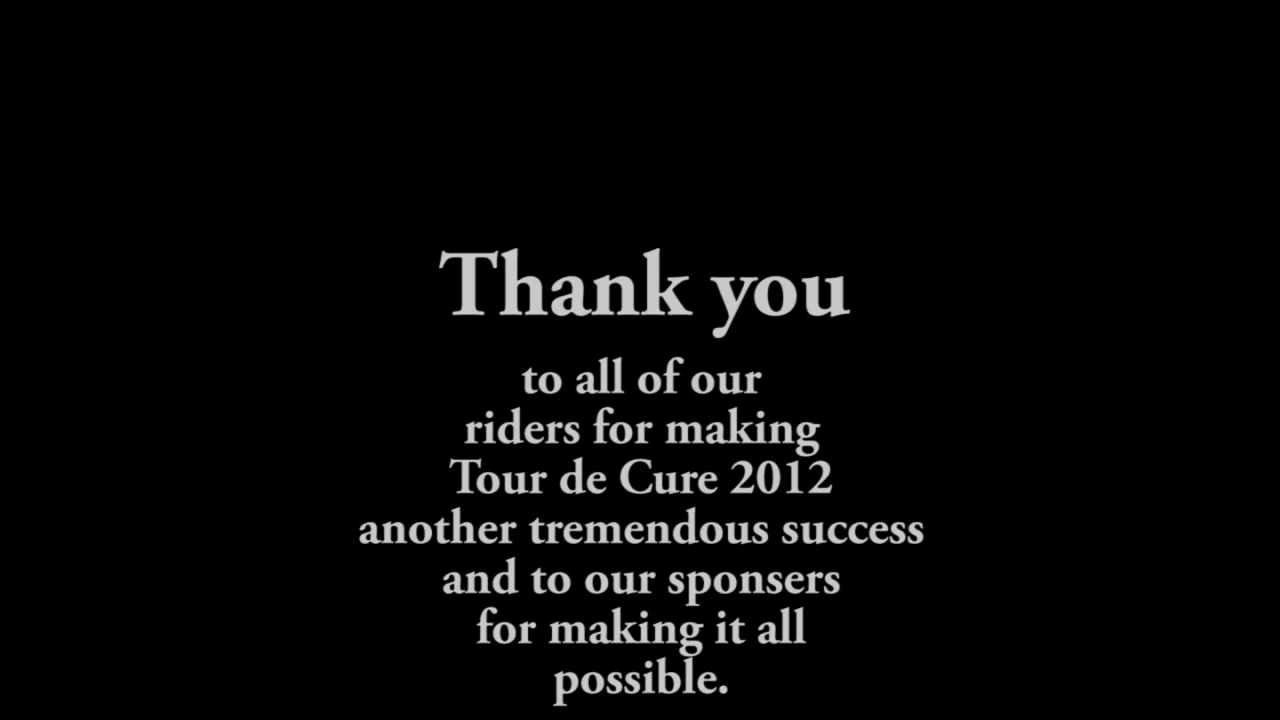 Thank you
to all of our
riders for making
Tour de Cure 2012
another tremendous success
and to our sponsers
for making it all
possible.